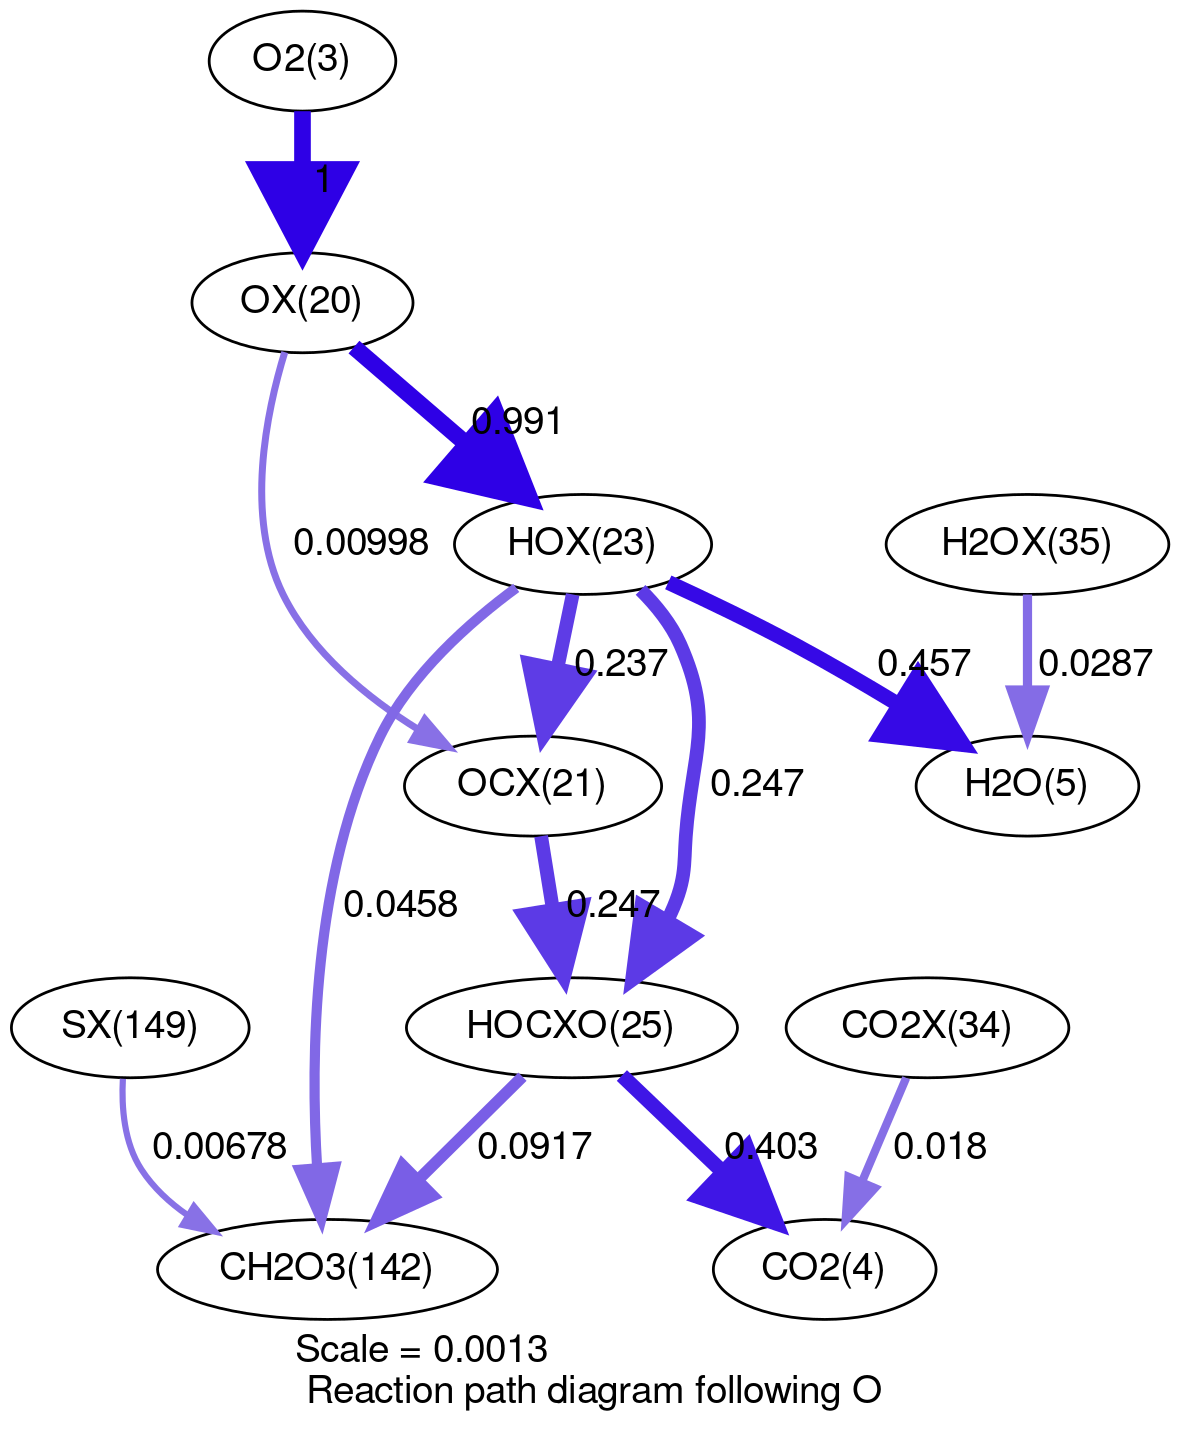 O2(3)
1
OX(20)
0.991
0.00998
HOX(23)
H2OX(35)
0.237
0.457
0.0287
OCX(21)
0.247
H2O(5)
0.0458
0.247
SX(149)
HOCXO(25)
CO2X(34)
0.00678
0.0917
0.403
0.018
CH2O3(142)
CO2(4)
Scale = 0.0013
Reaction path diagram following O